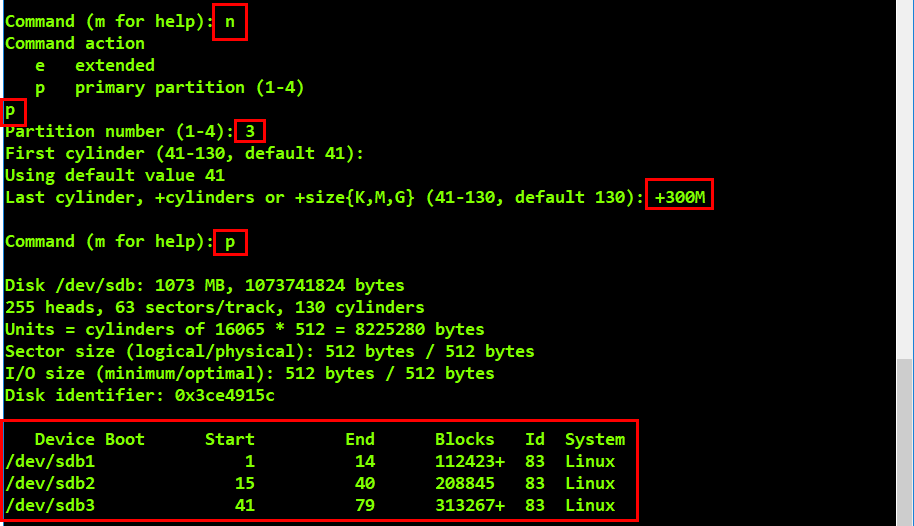 Command (m for help): n
Command action
   e   extended
   p   primary partition (1-4)
p
Partition number (1-4): 3
First cylinder (41-130, default 41):
Using default value 41
Last cylinder, +cylinders or +size{K,M,G} (41-130, default 130): +300M
Command (m for help): p
Disk /dev/sdb: 1073 MB, 1073741824 bytes
255 heads, 63 sectors/track, 130 cylinders
Units = cylinders of 16065 * 512 = 8225280 bytes
Sector size (logical/physical): 512 bytes / 512 bytes
I/O size (minimum/optimal): 512 bytes / 512 bytes
Disk identifier: 0x3ce4915c
   Device Boot      Start         End      Blocks   Id  System
/dev/sdb1               1          14      112423+  83  Linux
/dev/sdb2              15          40      208845   83  Linux
/dev/sdb3              41          79      313267+  83  Linux